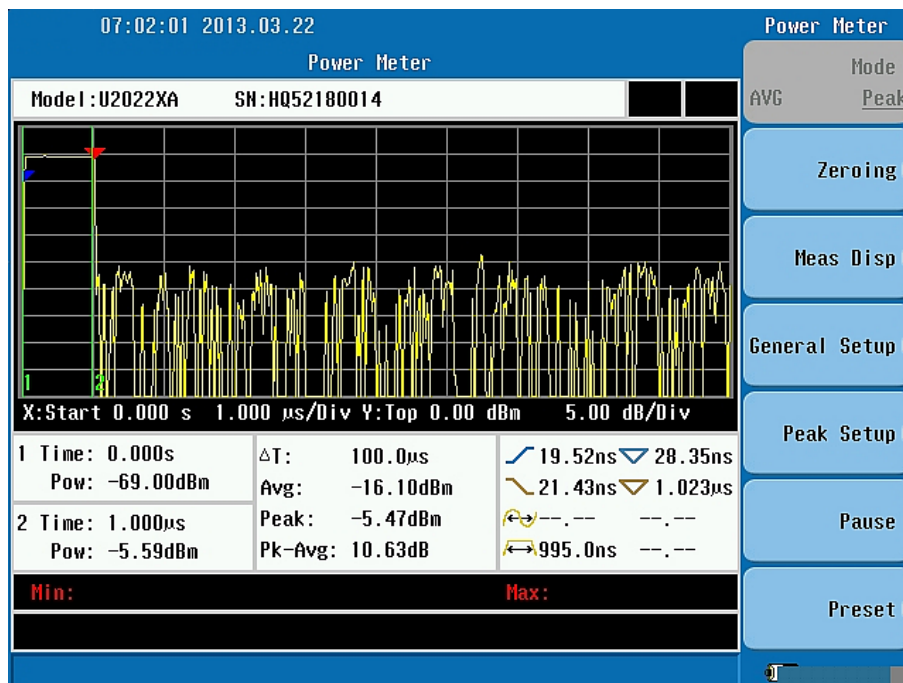 07:02:01 2013.03.22
Power Meter
Power Meter
Model:U2022XA SN:HQ52180014
Mode
AVG Peak
Zeroing
Meas Disp
General Setup
Peak Setup
Pause
Preset
1
2
X:Start 0.000 s 1.000 µs/Div Y:Top 0.00 dBm 5.00 dB/Div
1 Time: 0.000s
Pow: -69.00dBm
2 Time: 1.000µs
Pow: -5.59dBm
△T: 100.0µs
Avg: -16.10dBm
Peak: -5.47dBm
Pk-Avg: 10.63dB
19.52ns 28.35ns
21.43ns 1.023µs
--.-- --.--
995.0ns --.--
Min: Max: